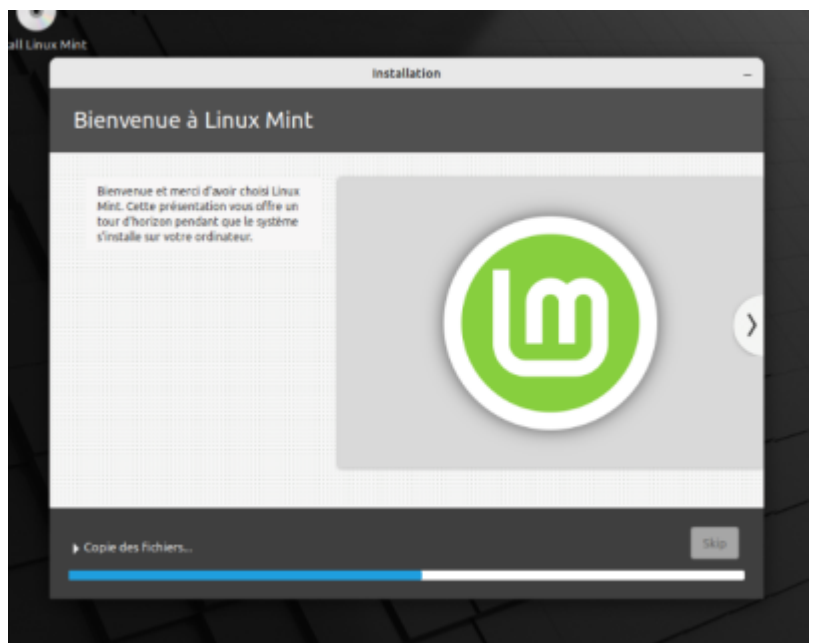 all Linux Mint
Installation
Bienvenue à Linux Mint
Bienvenue et merci d'avoir choisi Linux
Mint. Cette présentation vous offre un
tour d'horizon pendant que le système
s'installe sur votre ordinateur.
lm
Copie des fichiers...
Skip